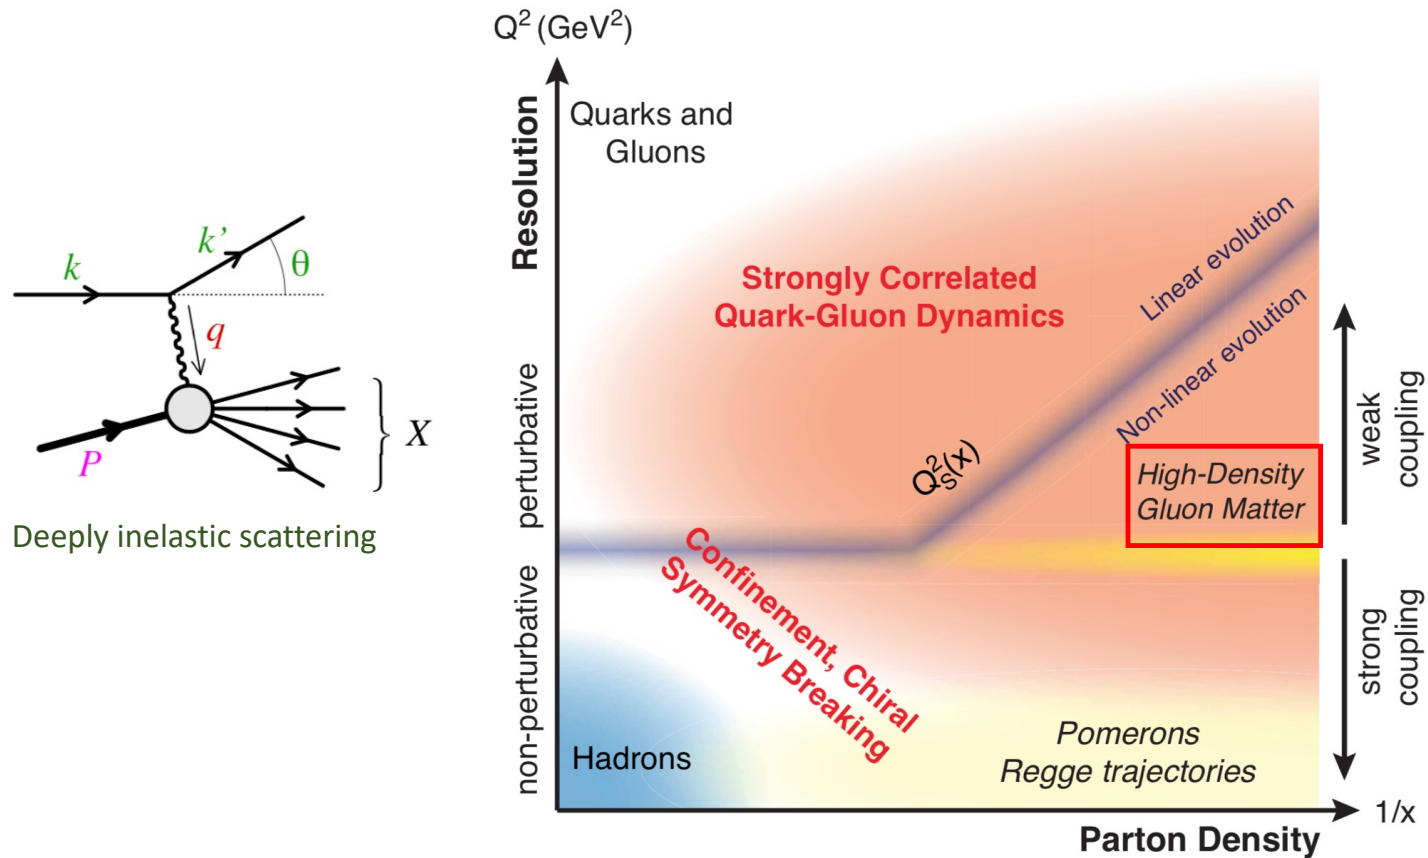 k
k’
θ
q
P
X
Deeply inelastic scattering
Q² (GeV²)
Resolution
Quarks and
Gluons
Strongly Correlated
Quark-Gluon Dynamics
Linear evolution
Non-linear evolution
Q²S(x)
High-Density
Gluon Matter
perturbative
non-perturbative
weak
coupling
strong
coupling
Confinement, Chiral
Symmetry Breaking
Hadrons
Pomerons
Regge trajectories
1/x
Parton Density